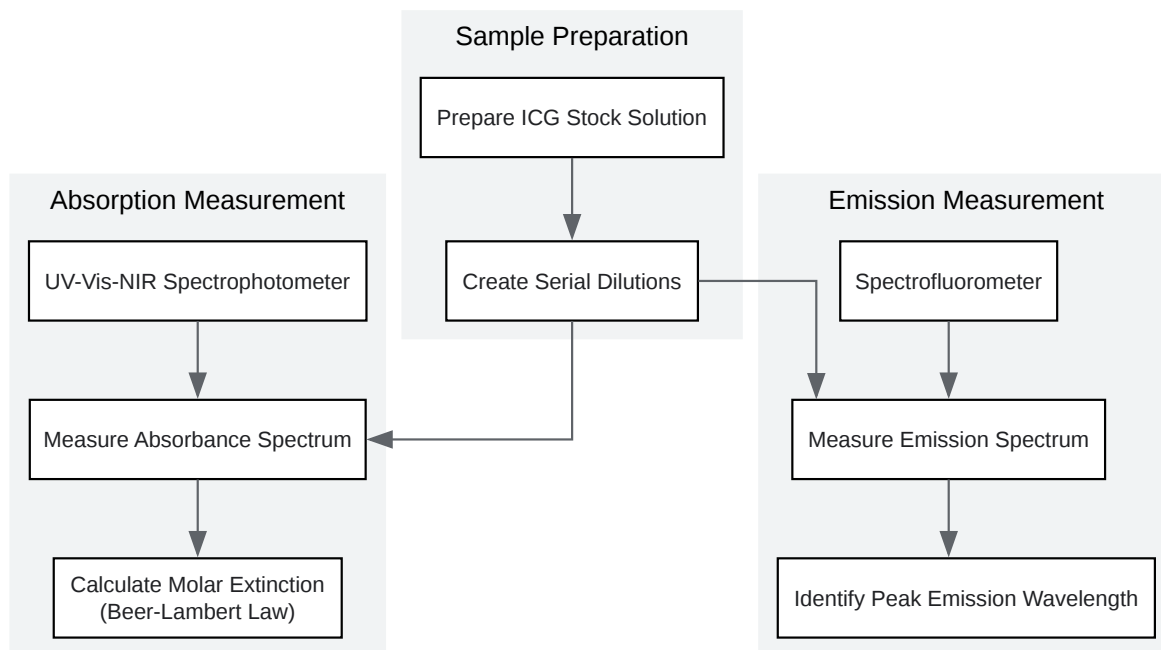 Sample Preparation
Prepare ICG Stock Solution
Create Serial Dilutions
Absorption Measurement
UV-Vis-NIR Spectrophotometer
Measure Absorbance Spectrum
Calculate Molar Extinction
(Beer-Lambert Law)
Emission Measurement
Spectrofluorometer
Measure Emission Spectrum
Identify Peak Emission Wavelength